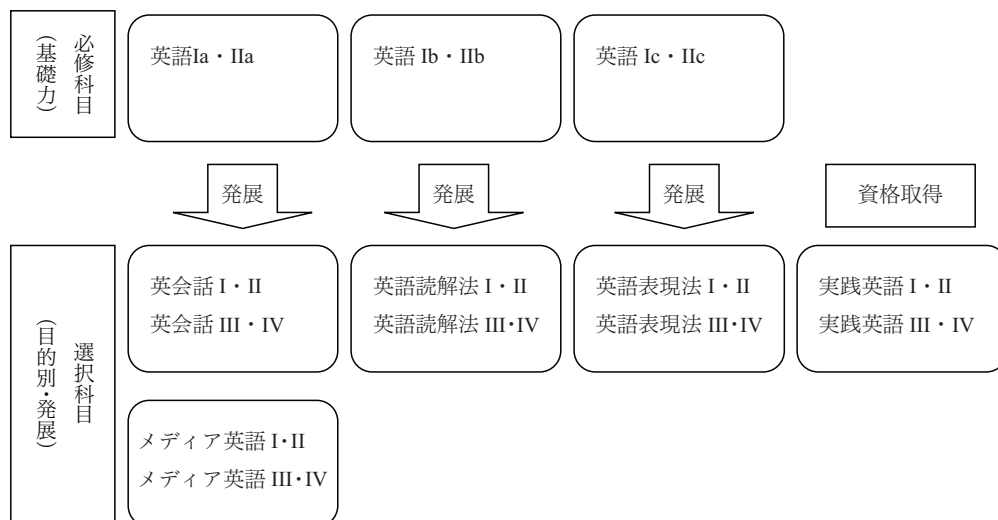 必修科目
(基礎力)
英語Ia・IIa
英語 Ib・IIb
英語 Ic・IIc
発展
発展
発展
資格取得
選択科目
(目的別・発展)
英会話 I・II
英会話 III・IV
英語読解法 I・II
英語読解法 III・IV
英語表現法 I・II
英語表現法 III・IV
実践英語 I・II
実践英語 III・IV
メディア英語 I・II
メディア英語 III・IV